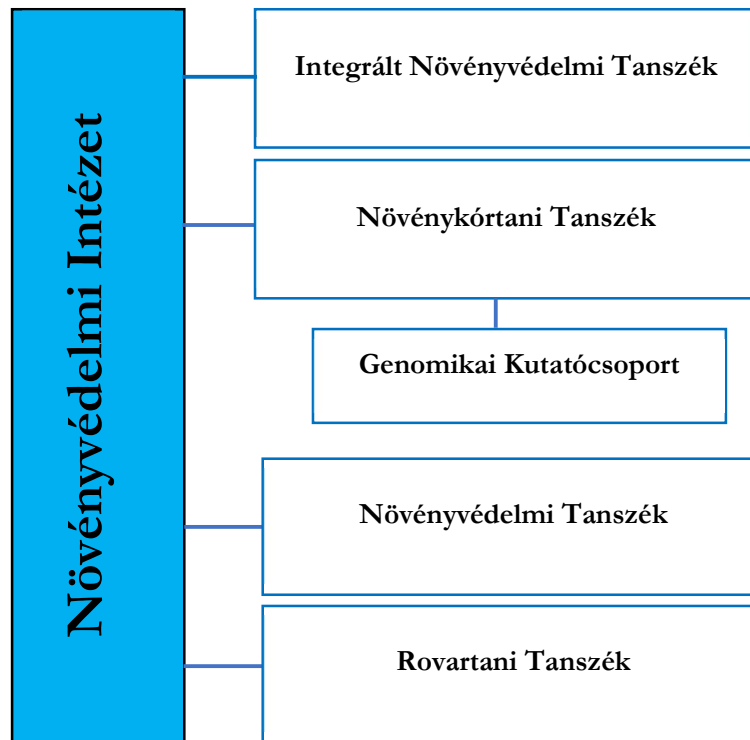 Növényvédelmi Intézet
Integrált Növényvédelmi Tanszék
Növénykórtani Tanszék
Genomikai Kutatócsoport
Növényvédelmi Tanszék
Rovartani Tanszék